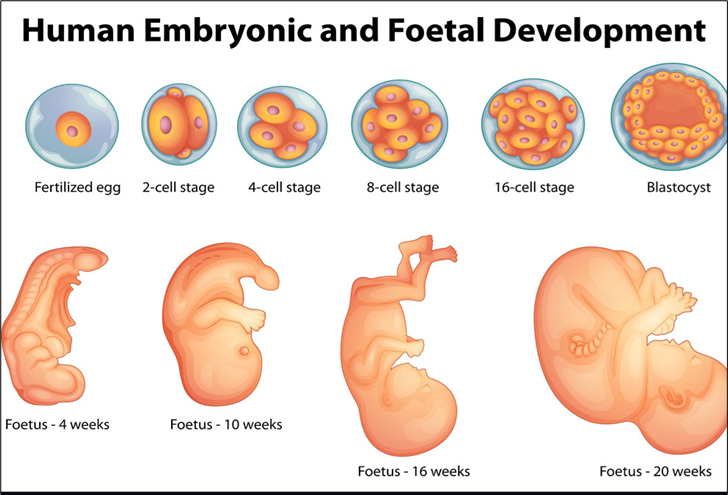 Human Embryonic and Foetal Development
Fertilized egg
2-cell stage
4-cell stage
8-cell stage
16-cell stage
Blastocyst
Foetus - 4 weeks
Foetus - 10 weeks
Foetus - 16 weeks
Foetus - 20 weeks